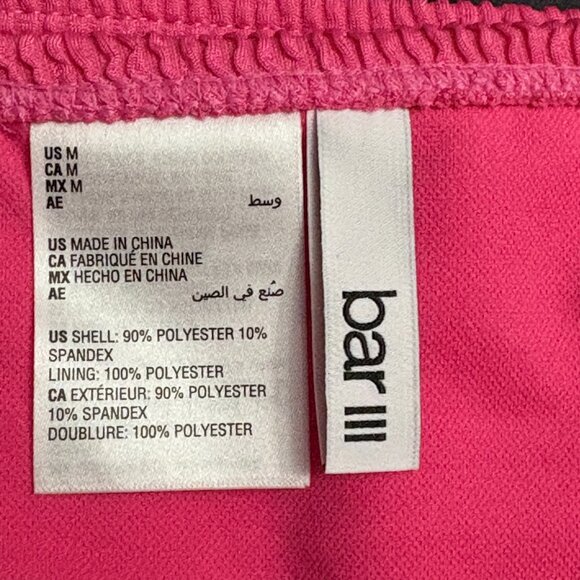 US M
CA M
MX M
AE وسط
US MADE IN CHINA
CA FABRIQUÉ EN CHINE
MX HECHO EN CHINA
AE صُنع في الصين
US SHELL: 90% POLYESTER 10%
SPANDEX
LINING: 100% POLYESTER
CA EXTÉRIEUR: 90% POLYESTER
10% SPANDEX
DOUBLURE: 100% POLYESTER
bar III